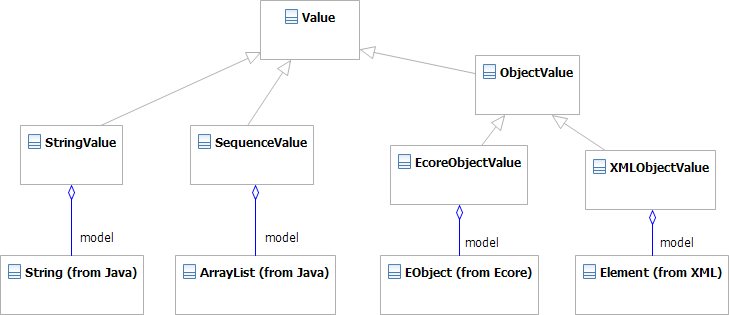 Value
ObjectValue
StringValue
SequenceValue
EcoreObjectValue
XMLObjectValue
model
model
model
model
String (from Java)
ArrayList (from Java)
EObject (from Ecore)
Element (from XML)